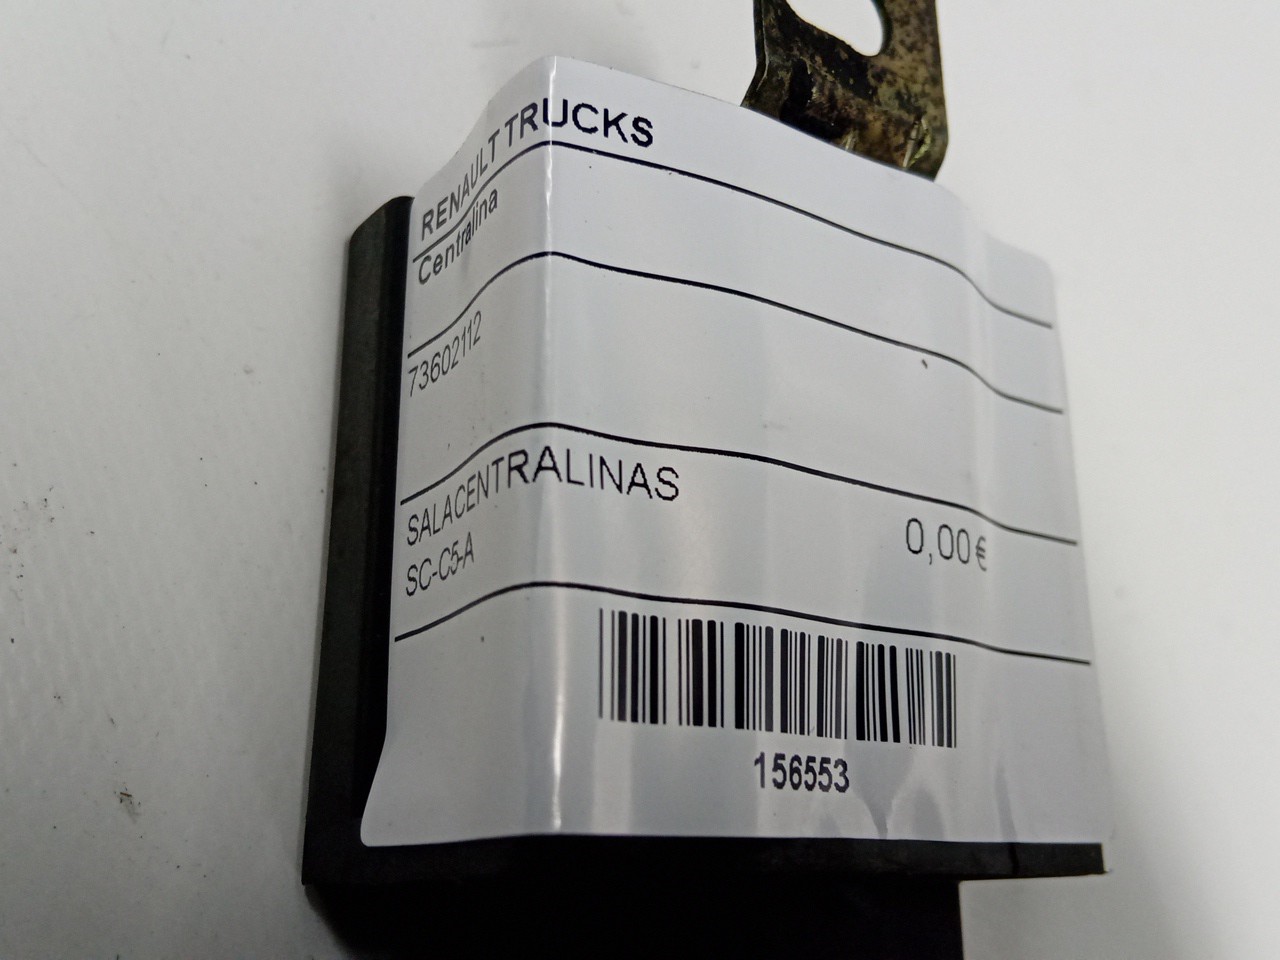 RENAULT TRUCKS
Centralina
73602112
SALACENTRALINAS
SC-C5-A
0,00€
156553